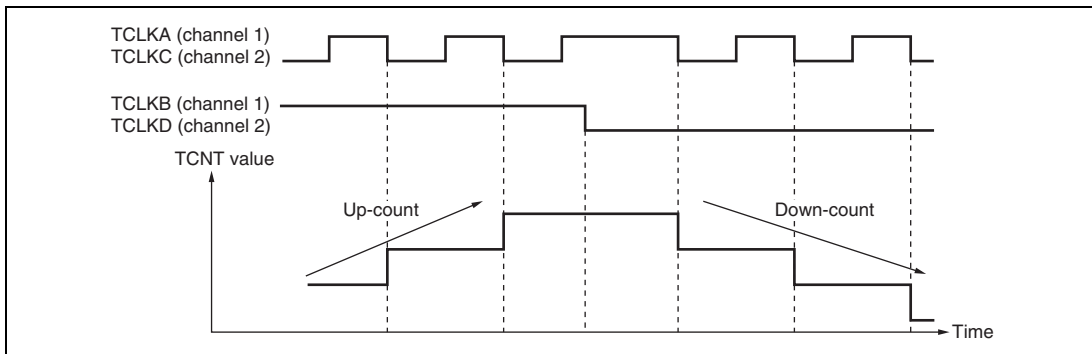 TCLKA (channel 1)
TCLKC (channel 2)
TCLKB (channel 1)
TCLKD (channel 2)
TCNT value
Up-count
Down-count
Time